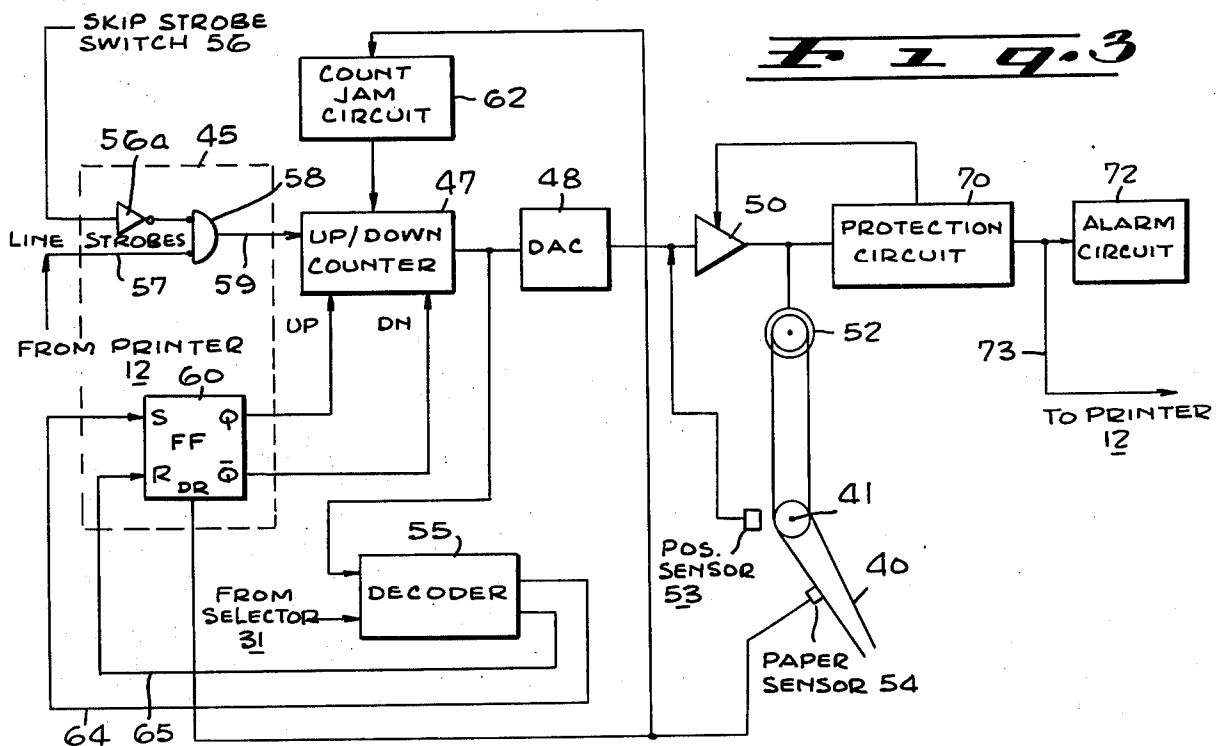 SKIP STROBE
SWITCH 56
Fig. 3
COUNT
JAM
CIRCUIT
62
56a
45
58
47
48
50
70
72
LINE STROBES
57
59
UP/DOWN
COUNTER
DAC
PROTECTION
CIRCUIT
ALARM
CIRCUIT
UP
DN
52
73
FROM PRINTER
12
60
TO PRINTER
12
S Q
FF
R Q̄
DR
41
55
POS.
SENSOR
53
40
DECODER
FROM
SELECTOR
31
PAPER
SENSOR 54
64
65